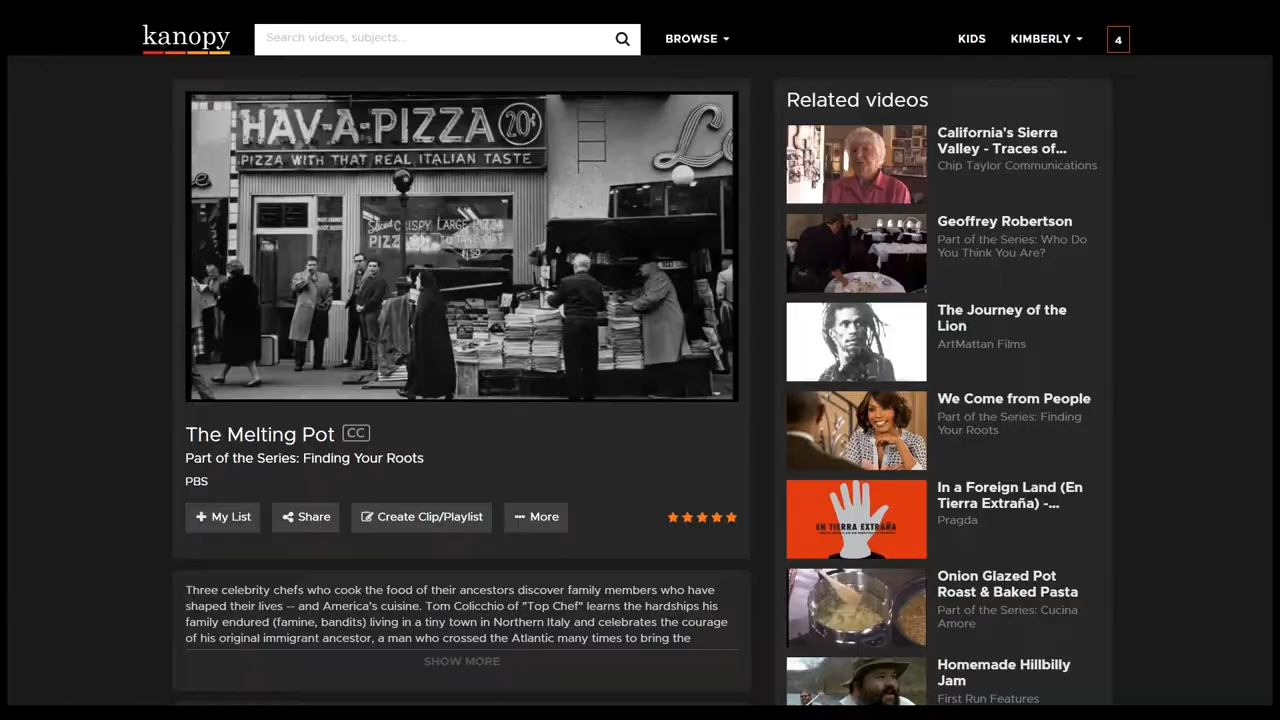 kanopy
Search videos, subjects...
BROWSE
KIDS
KIMBERLY
4
HAV-A-PIZZA 20¢
PIZZA WITH THAT REAL ITALIAN TASTE
The Melting Pot CC
Part of the Series: Finding Your Roots
PBS
My List
Share
Create Clip/Playlist
More
Three celebrity chefs who cook the food of their ancestors discover family members who have
shaped their lives -- and America's cuisine. Tom Colicchio of "Top Chef" learns the hardships his
family endured (famine, bandits) living in a tiny town in Northern Italy and celebrates the courage
of his original immigrant ancestor, a man who crossed the Atlantic many times to bring the
SHOW MORE
Related videos
California's Sierra
Valley - Traces of...
Chip Taylor Communications
Geoffrey Robertson
Part of the Series: Who Do
You Think You Are?
The Journey of the
Lion
ArtMattan Films
We Come from People
Part of the Series: Finding
Your Roots
EN TIERRA EXTRAÑA
In a Foreign Land (En
Tierra Extraña) -...
Pragda
Onion Glazed Pot
Roast & Baked Pasta
Part of the Series: Cucina
Amore
Homemade Hillbilly
Jam
First Run Features